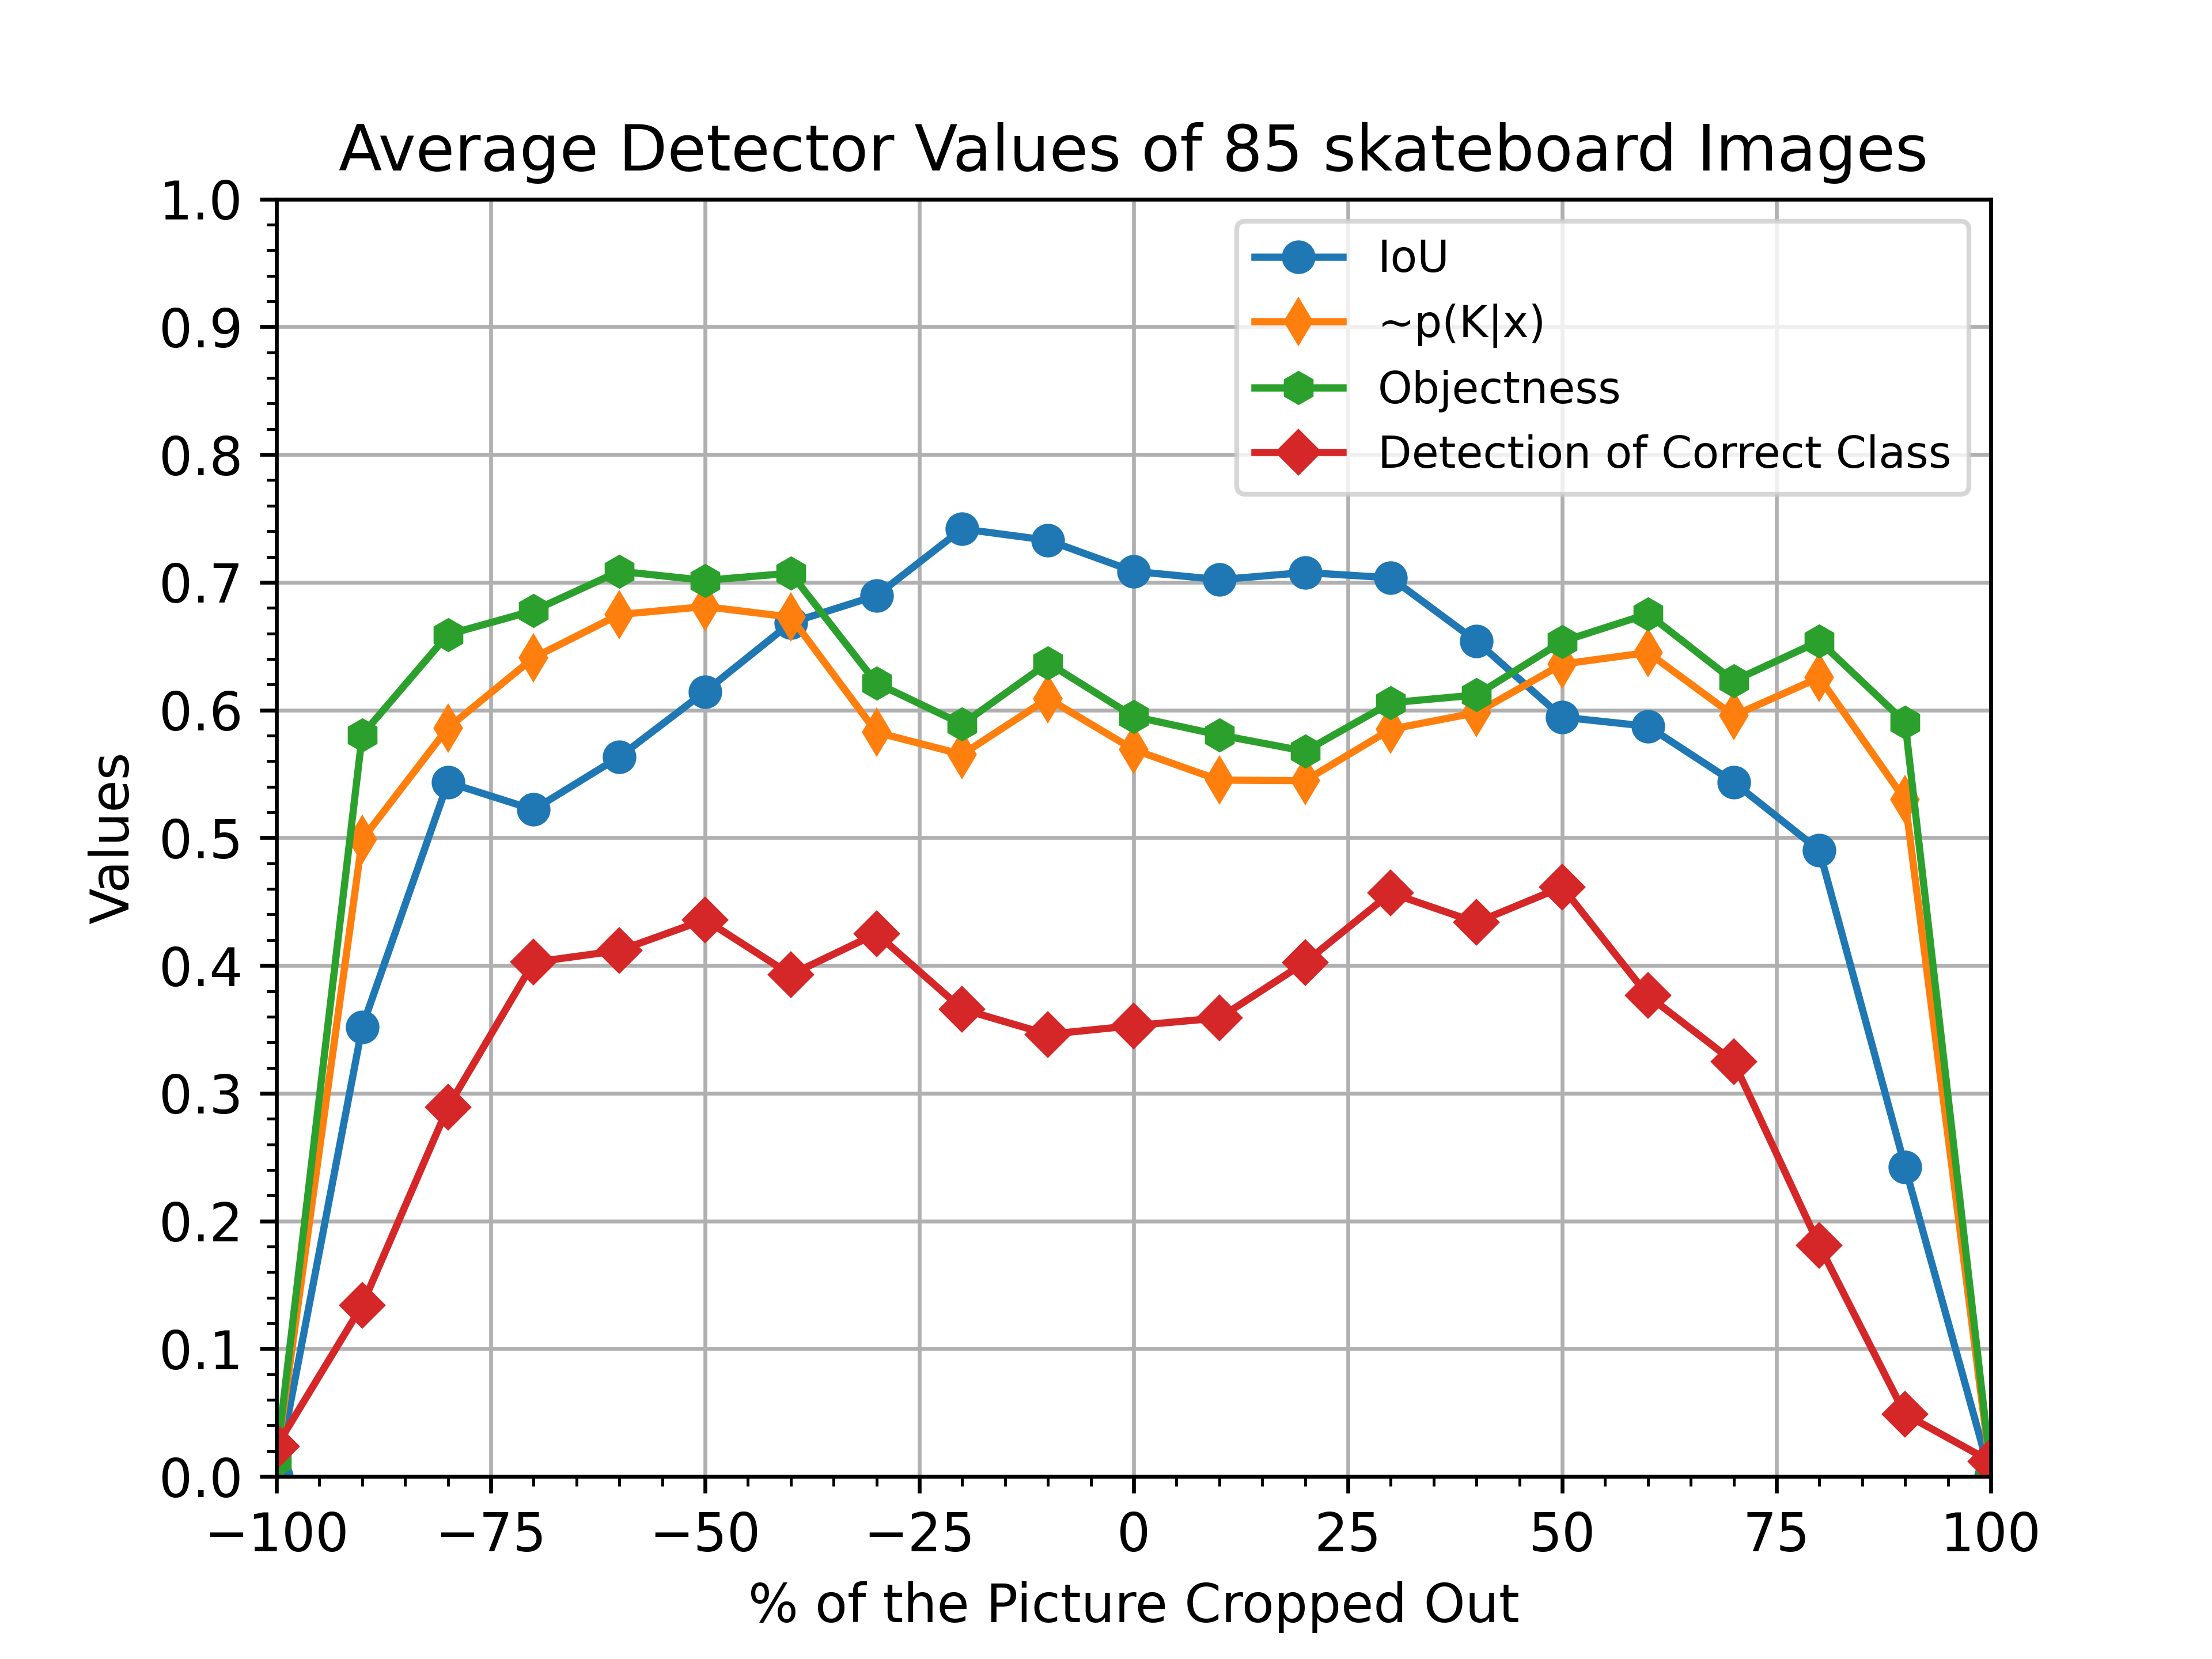 Average Detector Values of 85 skateboard Images
1.0
0.9
0.8
0.7
0.6
0.5
0.4
0.3
0.2
0.1
0.0
Values
IoU
~p(K|x)
Objectness
Detection of Correct Class
−100 −75 −50 −25 0 25 50 75 100
% of the Picture Cropped Out